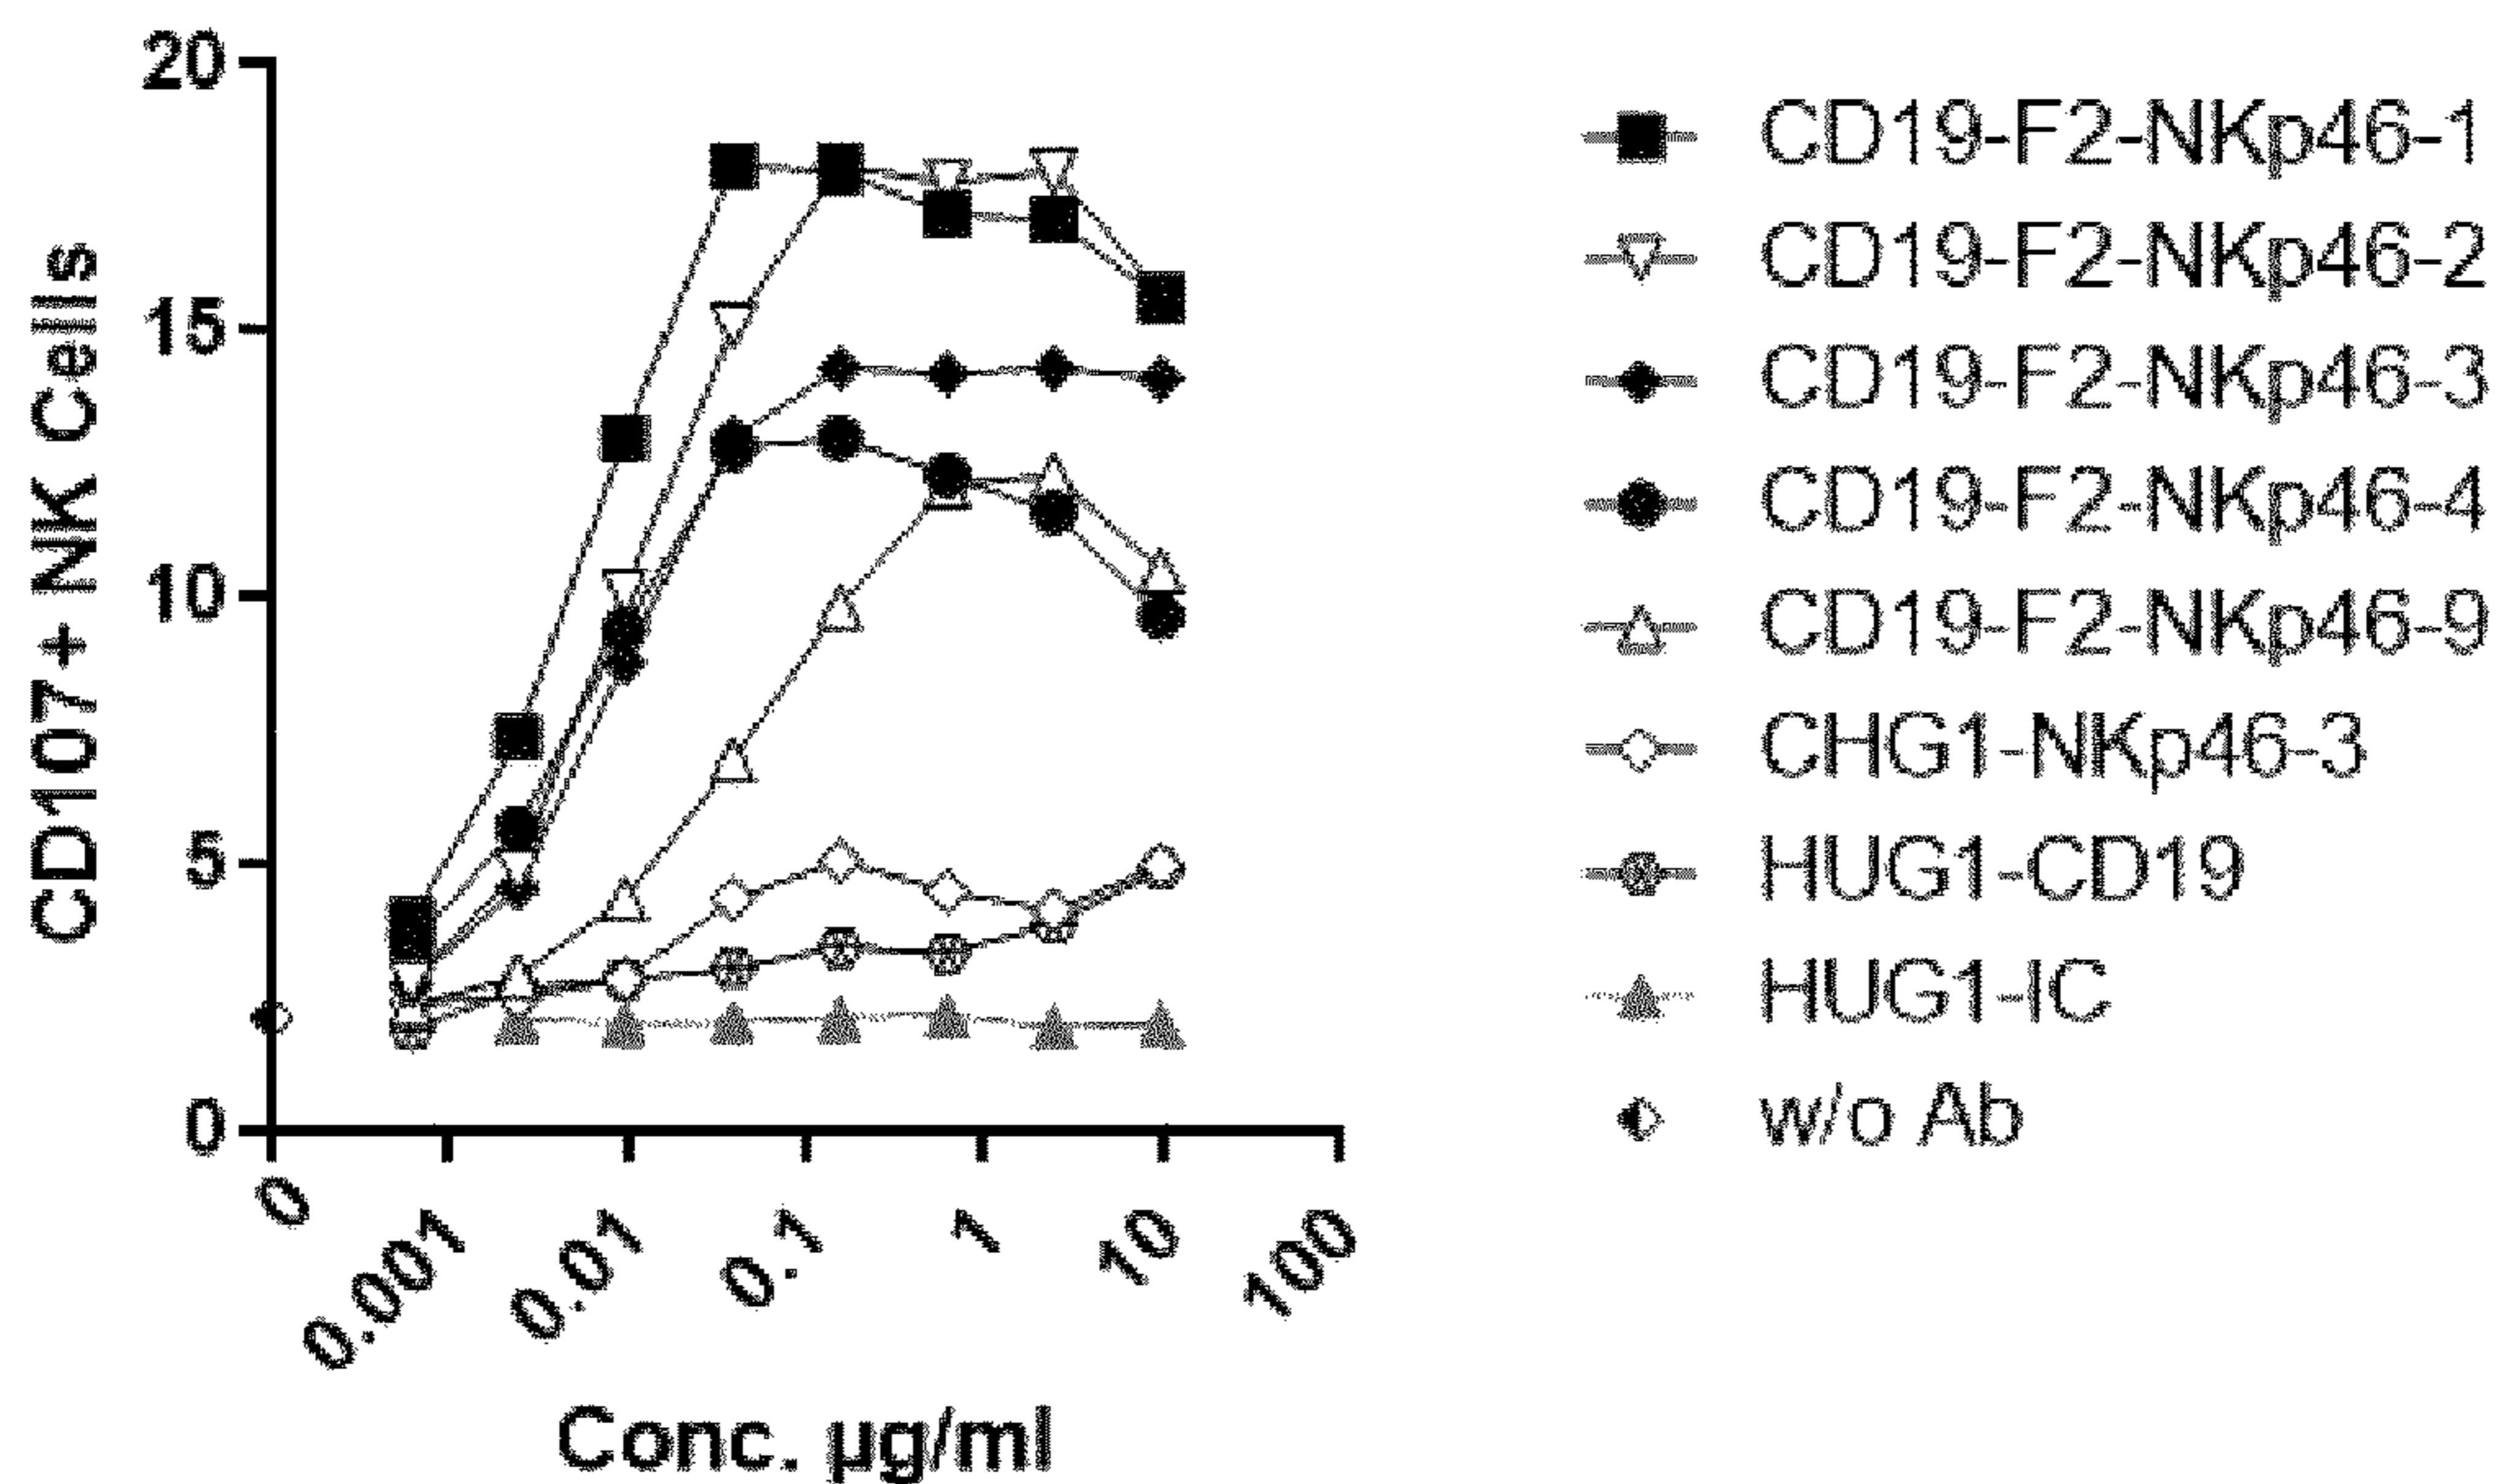 CD107+ NK Cells
20
15
10
5
0
0
0.001
0.01
0.1
1
10
100
Conc. µg/ml
CD19-F2-NKp46-1
CD19-F2-NKp46-2
CD19-F2-NKp46-3
CD19-F2-NKp46-4
CD19-F2-NKp46-9
CHG1-NKp46-3
HUG1-CD19
HUG1-IC
w/o Ab